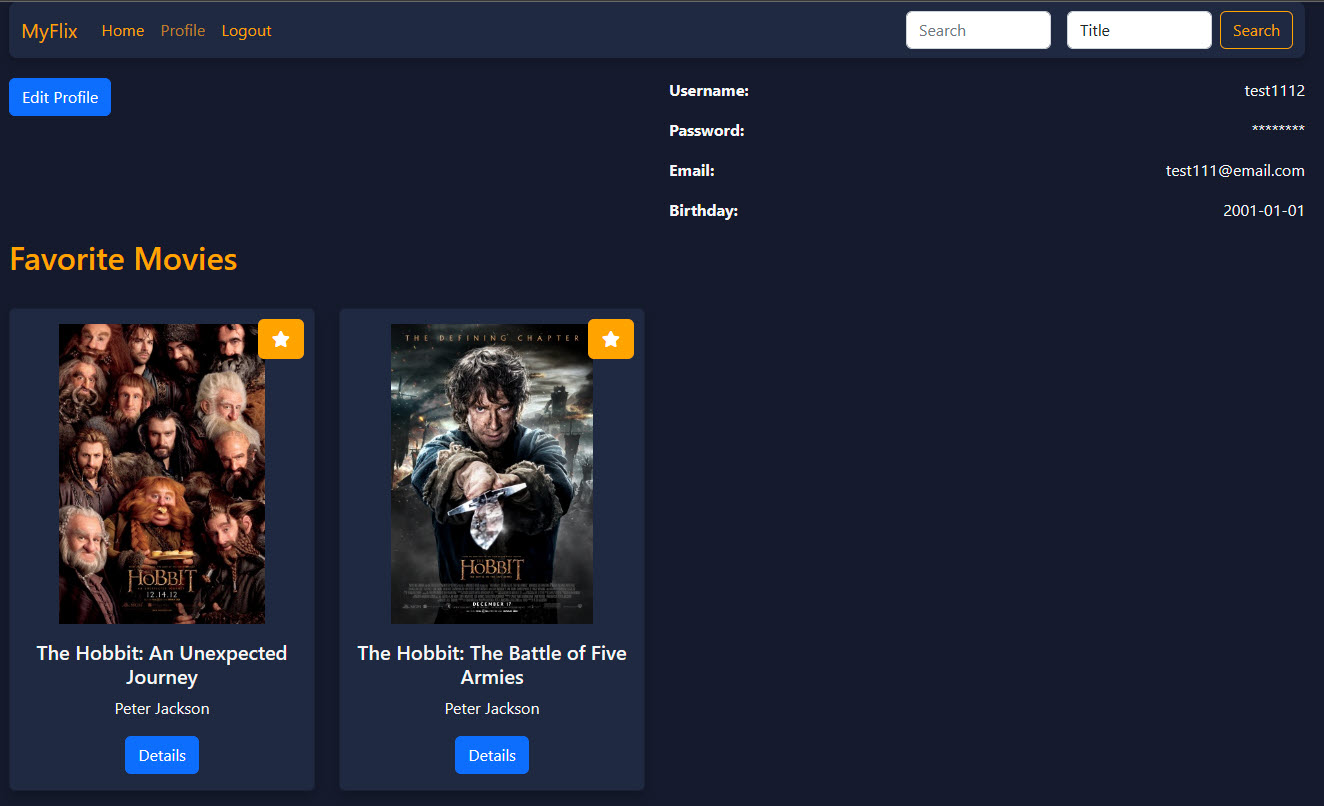 MyFlix Home Profile Logout Search Title Search
Edit Profile
Username: test1112
Password: ********
Email: test111@email.com
Birthday: 2001-01-01
Favorite Movies
THE DEFINING CHAPTER
THE HOBBIT
12.14.12
THE HOBBIT
DECEMBER 17
The Hobbit: An Unexpected
Journey
Peter Jackson
Details
The Hobbit: The Battle of Five
Armies
Peter Jackson
Details